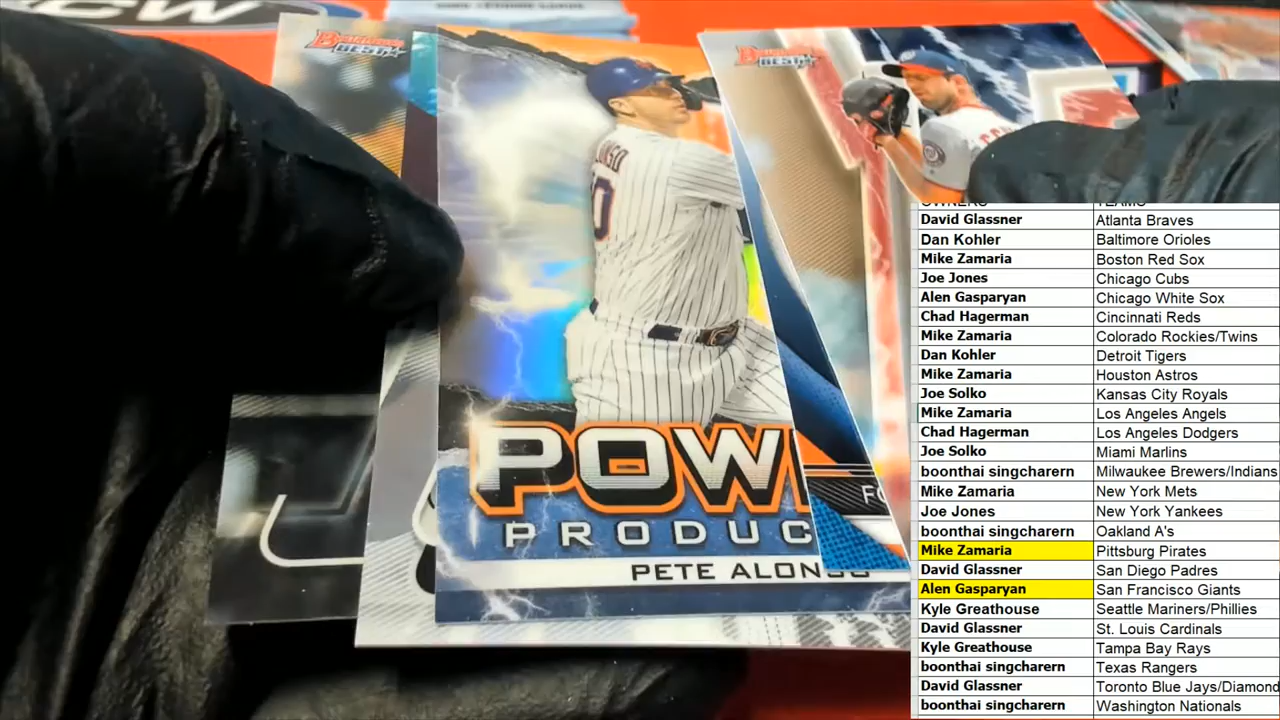 BOWMAN'S BEST
BOWMAN'S BEST
ALONSO
POW
PRODUC
PETE ALONSO
OWNERS TEAMS
David Glassner Atlanta Braves
Dan Kohler Baltimore Orioles
Mike Zamaria Boston Red Sox
Joe Jones Chicago Cubs
Alen Gasparyan Chicago White Sox
Chad Hagerman Cincinnati Reds
Mike Zamaria Colorado Rockies/Twins
Dan Kohler Detroit Tigers
Mike Zamaria Houston Astros
Joe Solko Kansas City Royals
Mike Zamaria Los Angeles Angels
Chad Hagerman Los Angeles Dodgers
Joe Solko Miami Marlins
boonthai singcharern Milwaukee Brewers/Indians
Mike Zamaria New York Mets
Joe Jones New York Yankees
boonthai singcharern Oakland A's
Mike Zamaria Pittsburg Pirates
David Glassner San Diego Padres
Alen Gasparyan San Francisco Giants
Kyle Greathouse Seattle Mariners/Phillies
David Glassner St. Louis Cardinals
Kyle Greathouse Tampa Bay Rays
boonthai singcharern Texas Rangers
David Glassner Toronto Blue Jays/Diamond
boonthai singcharern Washington Nationals